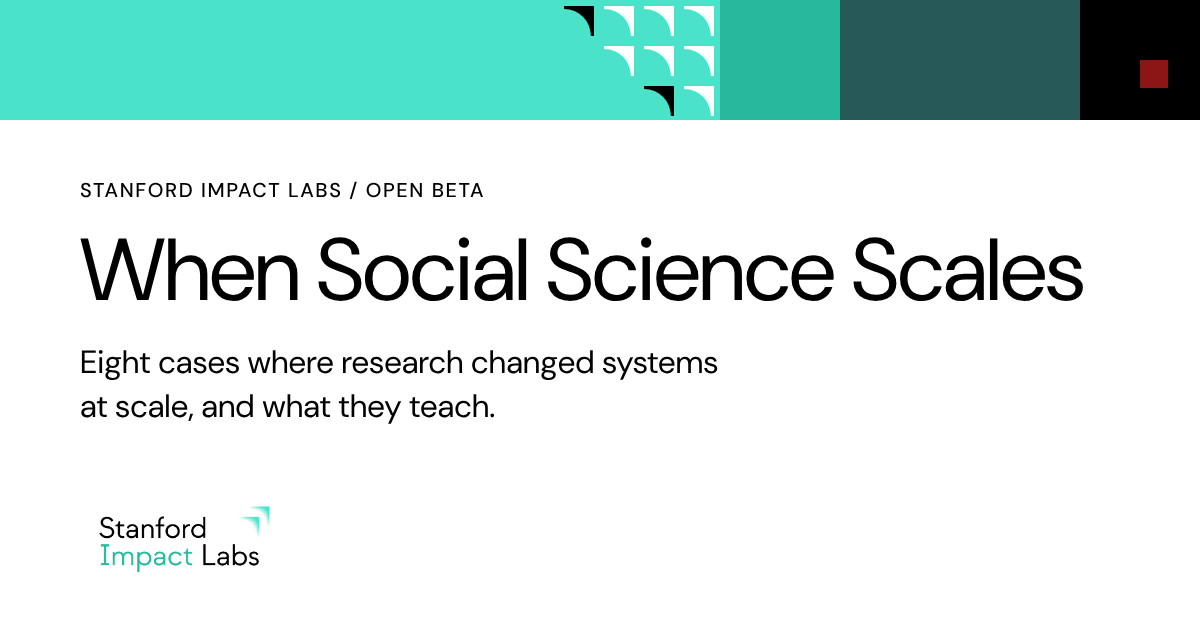 STANFORD IMPACT LABS / OPEN BETA
When Social Science Scales
Eight cases where research changed systems
at scale, and what they teach.
Stanford
Impact Labs